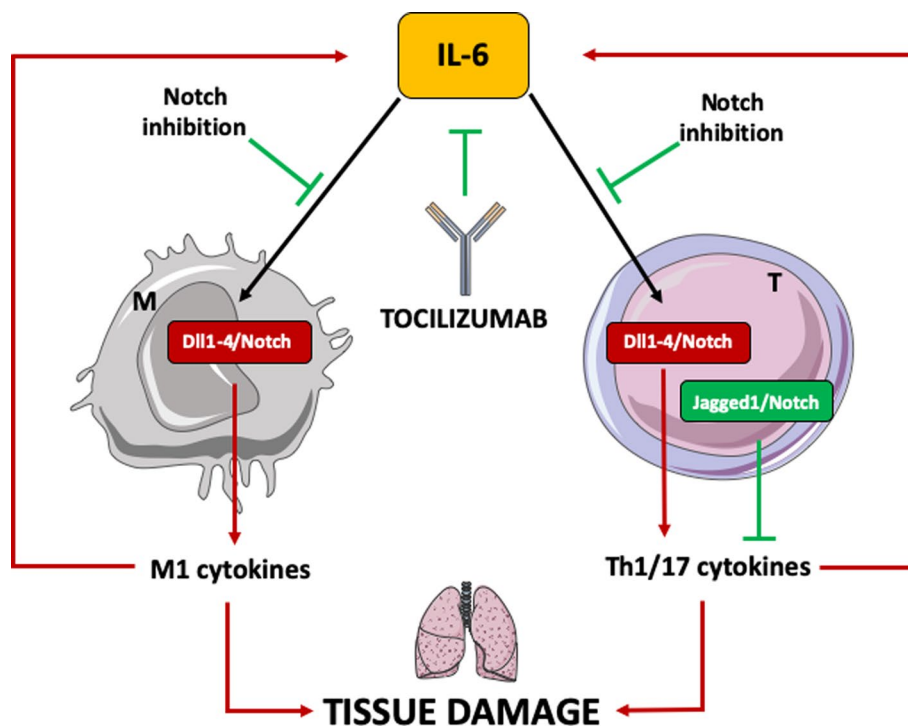 IL-6
Notch
inhibition
Notch
inhibition
M
T
TOCILIZUMAB
Dll1-4/Notch
Dll1-4/Notch
Jagged1/Notch
M1 cytokines
Th1/17 cytokines
TISSUE DAMAGE